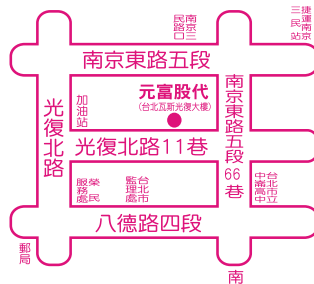 南京三民路口
捷運南京三民站
南京東路五段
元富股代
(台北瓦斯光復大樓)
加油站
光復北路
南京東路五段66巷
光復北路11巷
榮民服務處
台北市監理處
台北市立中崙高中
八德路四段
郵局
南